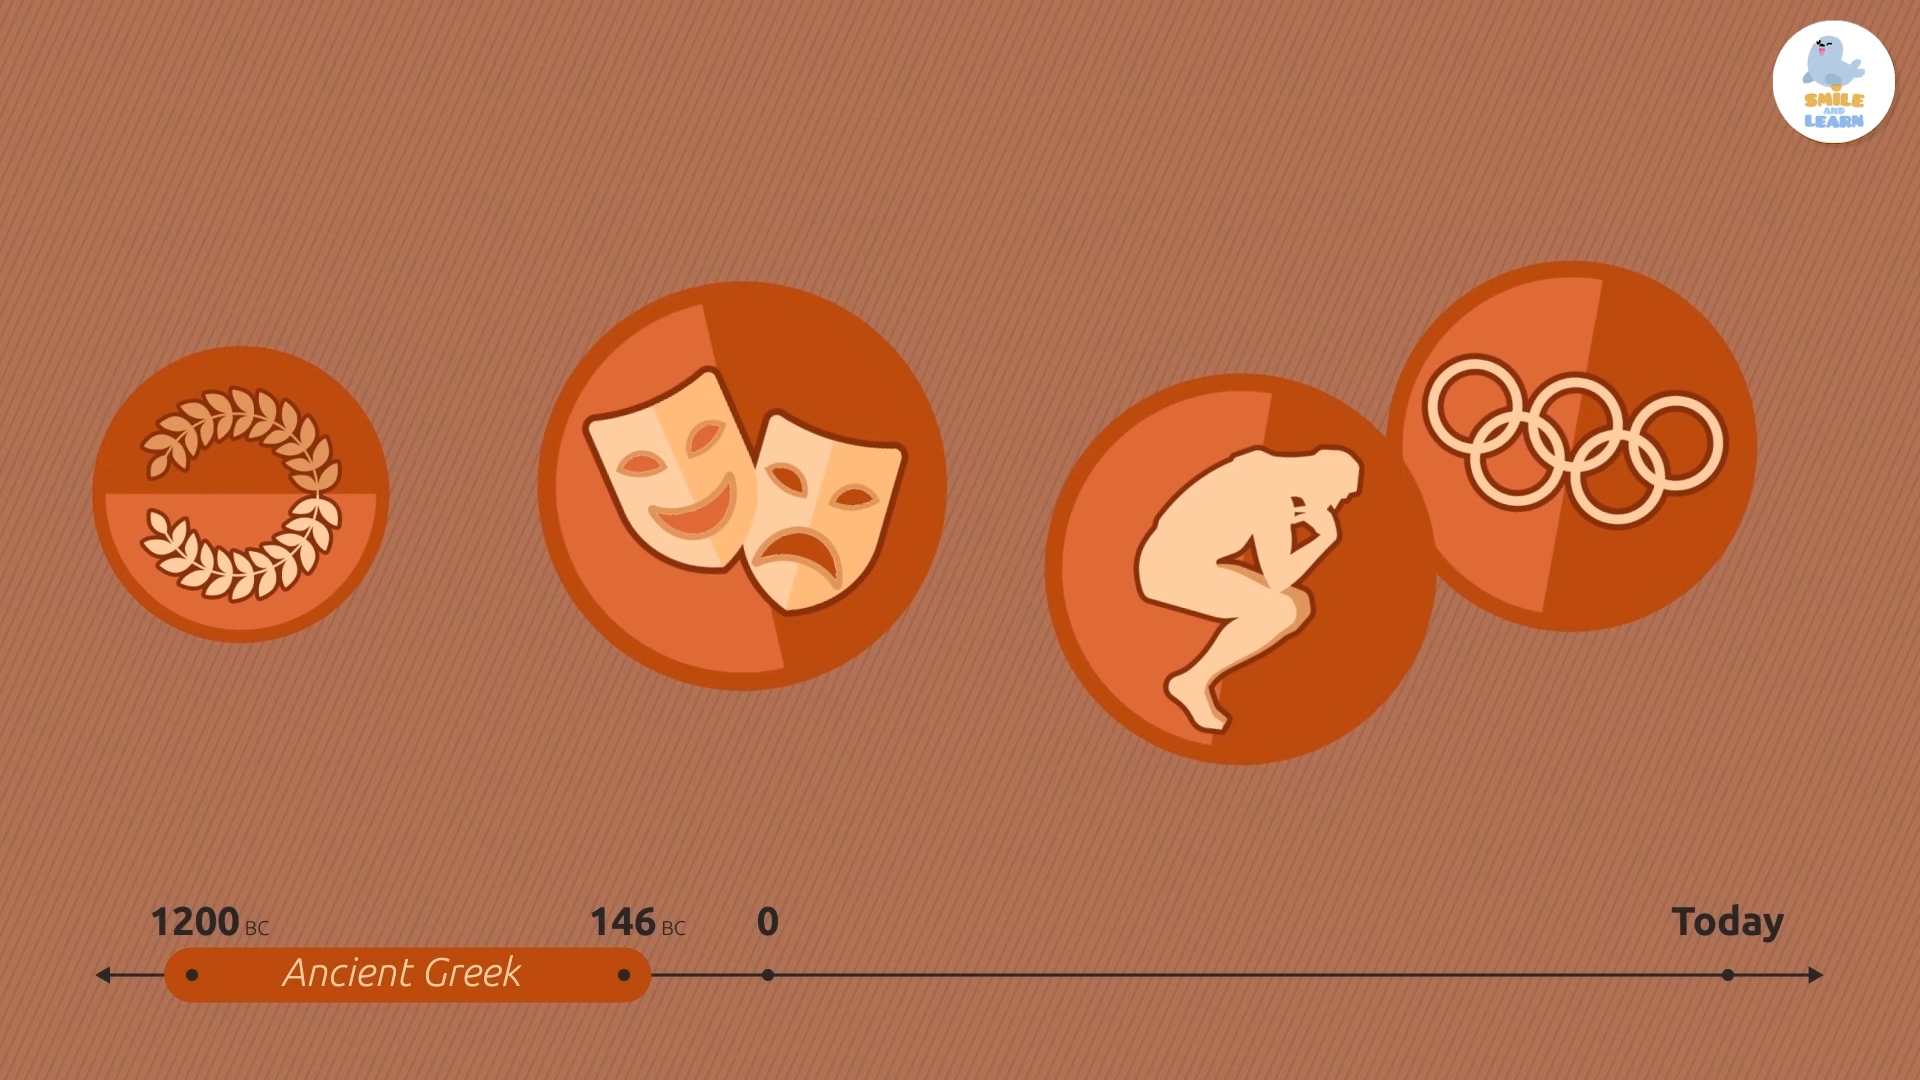 SMILE
AND
LEARN
1200 BC
146 BC
0
Today
Ancient Greek